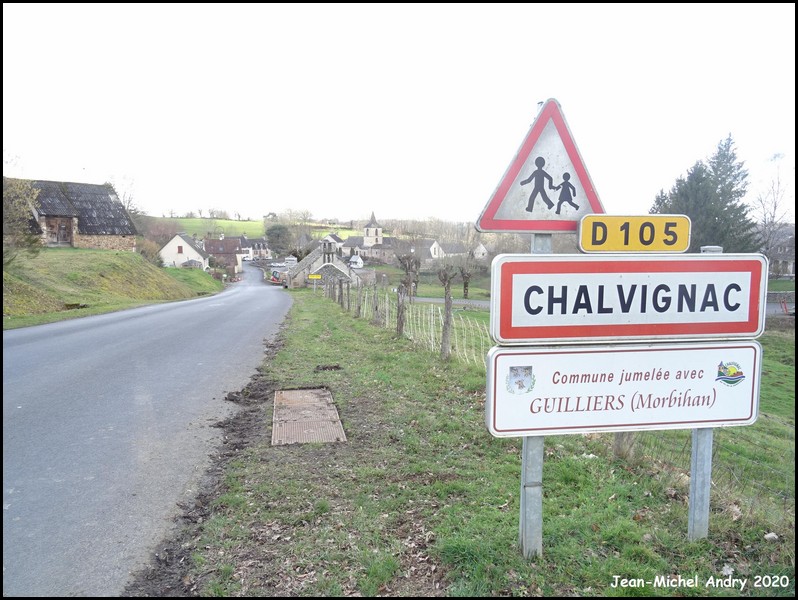 D 105
CHALVIGNAC
Commune jumelée avec
GUILLIERS (Morbihan)
Jean-Michel Andry 2020